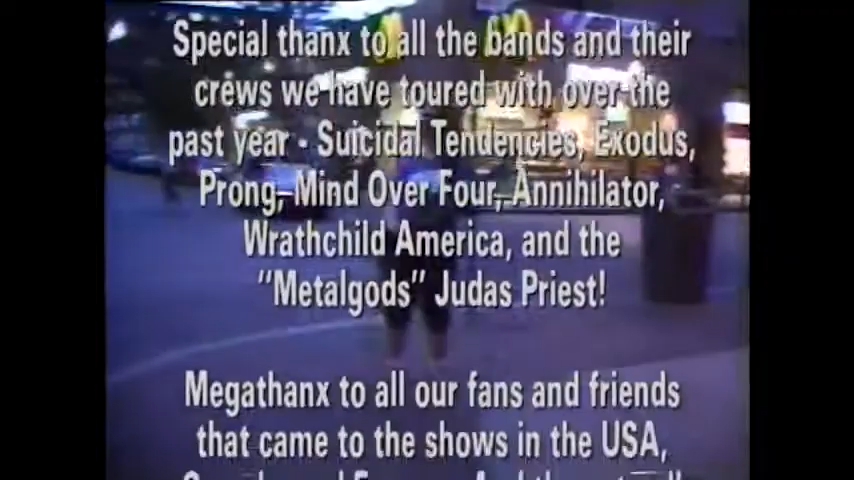 Special thanx to all the bands and their
crews we have toured with over the
past year - Suicidal Tendencies, Exodus,
Prong, Mind Over Four, Annihilator,
Wrathchild America, and the
"Metalgods" Judas Priest!
Megathanx to all our fans and friends
that came to the shows in the USA,